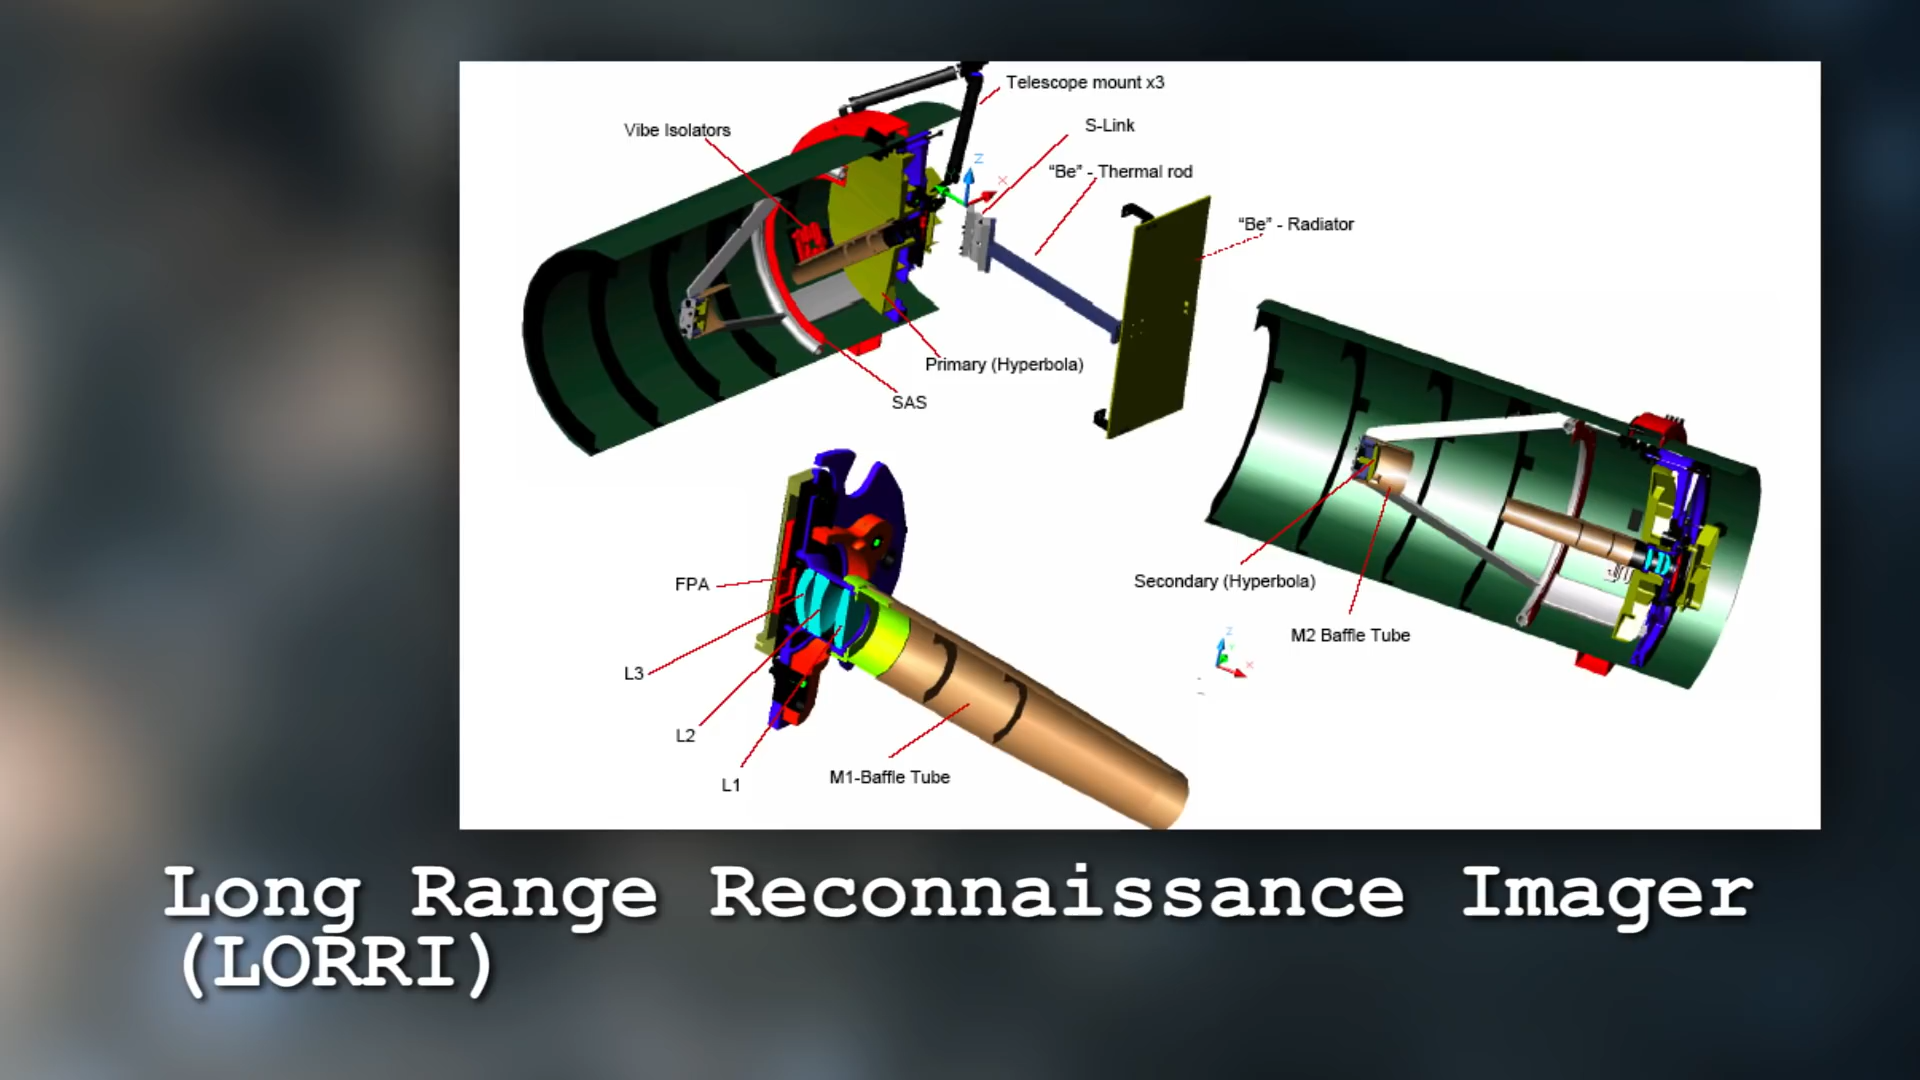 Telescope mount x3
S-Link
Vibe Isolators
“Be” - Thermal rod
“Be” - Radiator
Primary (Hyperbola)
SAS
FPA
Secondary (Hyperbola)
M2 Baffle Tube
L3
L2
L1
M1-Baffle Tube
Z
X
Z
X
Long Range Reconnaissance Imager
(LORRI)